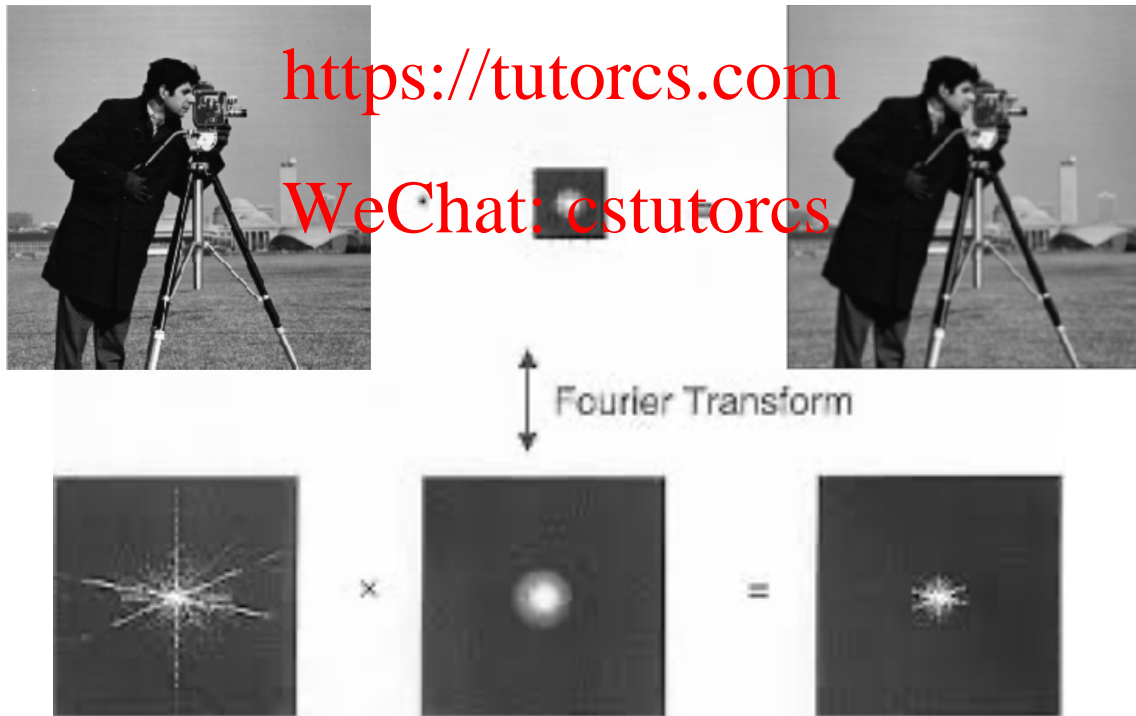 https://tutorcs.com
WeChat: cstutorcs
=
Fourier Transform
× =